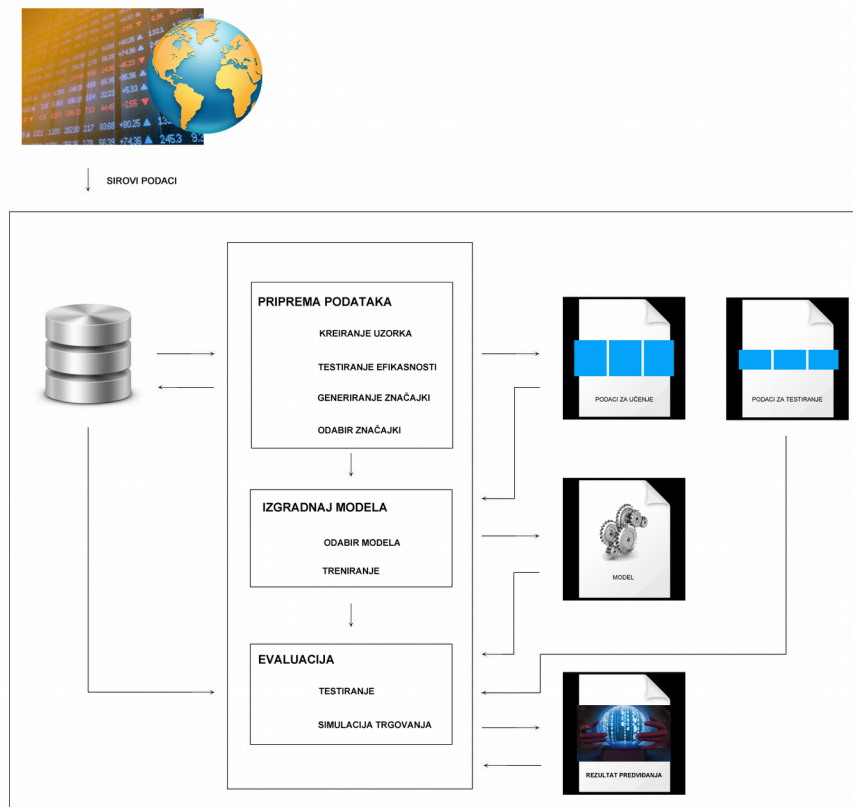 SIROVI PODACI
PRIPREMA PODATAKA
KREIRANJE UZORKA
TESTIRANJE EFIKASNOSTI
GENERIRANJE ZNAČAJKI
ODABIR ZNAČAJKI
PODACI ZA UČENJE
PODACI ZA TESTIRANJE
IZGRADNAJ MODELA
ODABIR MODELA
TRENIRANJE
MODEL
EVALUACIJA
TESTIRANJE
SIMULACIJA TRGOVANJA
REZULTAT PREDVIĐANJA